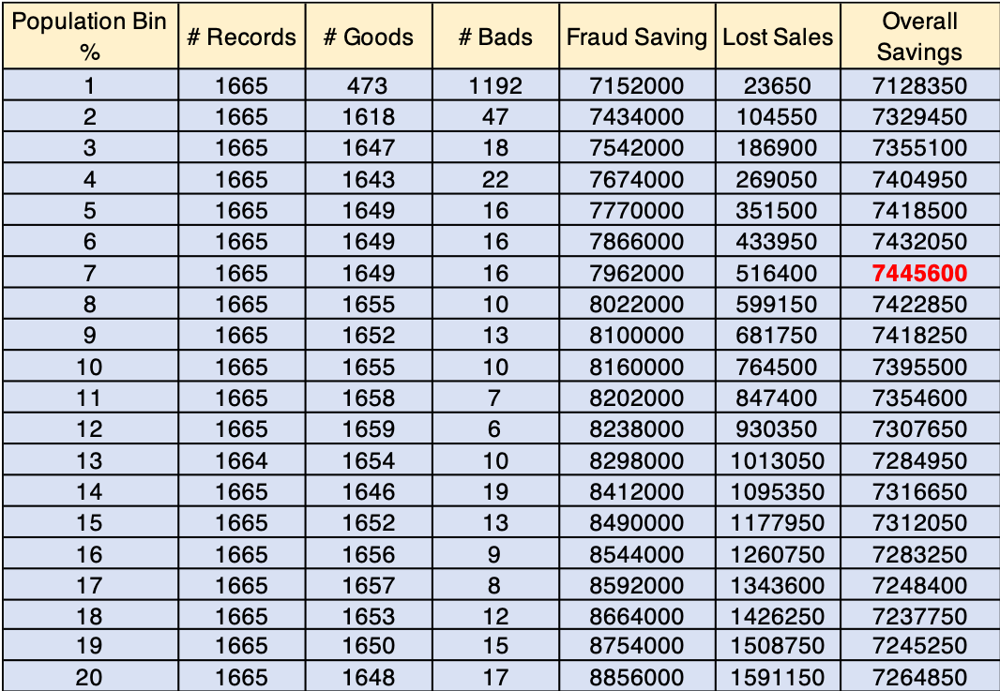 Population Bin % # Records # Goods # Bads Fraud Saving Lost Sales Overall Savings
1 1665 473 1192 7152000 23650 7128350
2 1665 1618 47 7434000 104550 7329450
3 1665 1647 18 7542000 186900 7355100
4 1665 1643 22 7674000 269050 7404950
5 1665 1649 16 7770000 351500 7418500
6 1665 1649 16 7866000 433950 7432050
7 1665 1649 16 7962000 516400 7445600
8 1665 1655 10 8022000 599150 7422850
9 1665 1652 13 8100000 681750 7418250
10 1665 1655 10 8160000 764500 7395500
11 1665 1658 7 8202000 847400 7354600
12 1665 1659 6 8238000 930350 7307650
13 1664 1654 10 8298000 1013050 7284950
14 1665 1646 19 8412000 1095350 7316650
15 1665 1652 13 8490000 1177950 7312050
16 1665 1656 9 8544000 1260750 7283250
17 1665 1657 8 8592000 1343600 7248400
18 1665 1653 12 8664000 1426250 7237750
19 1665 1650 15 8754000 1508750 7245250
20 1665 1648 17 8856000 1591150 7264850